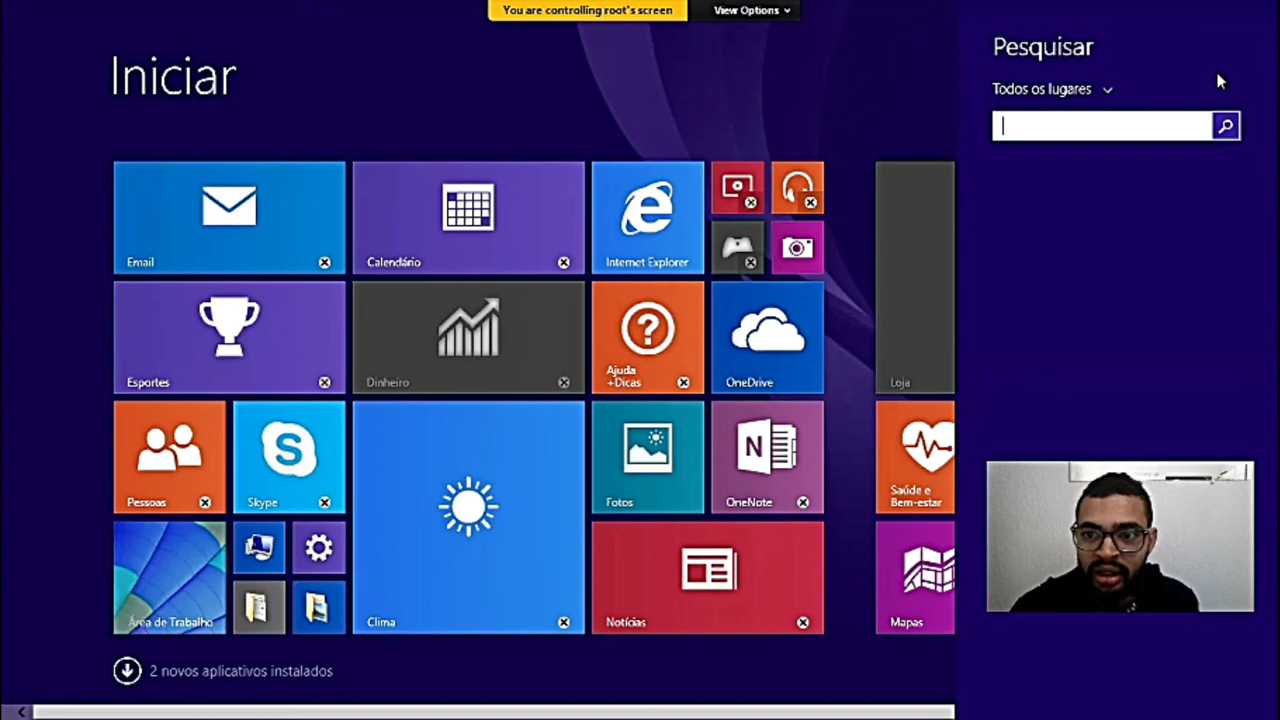 You are controlling root's screen
View Options
Iniciar
Pesquisar
Todos os lugares
Email
Calendário
Internet Explorer
Esportes
Dinheiro
Ajuda
+Dicas
OneDrive
Loja
Pessoas
Skype
Fotos
OneNote
Saúde e
Bem-estar
Área de Trabalho
Clima
Notícias
Mapas
2 novos aplicativos instalados